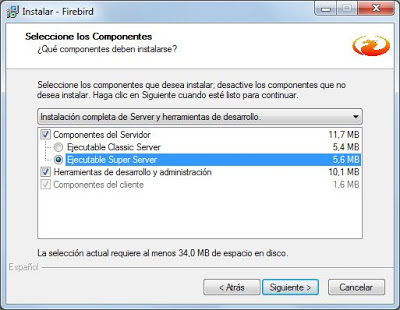 Instalar - Firebird
Seleccione los Componentes
¿Qué componentes deben instalarse?
Seleccione los componentes que desea instalar; desactive los componentes que no
desea instalar. Haga clic en Siguiente cuando esté listo para continuar.
Instalación completa de Server y herramientas de desarrollo.
Componentes del Servidor 11,7 MB
Ejecutable Classic Server 5,4 MB
Ejecutable Super Server 5,6 MB
Herramientas de desarrollo y administración 10,1 MB
Componentes del cliente 1,6 MB
La selección actual requiere al menos 34,0 MB de espacio en disco.
Español
< Atrás Siguiente > Cancelar